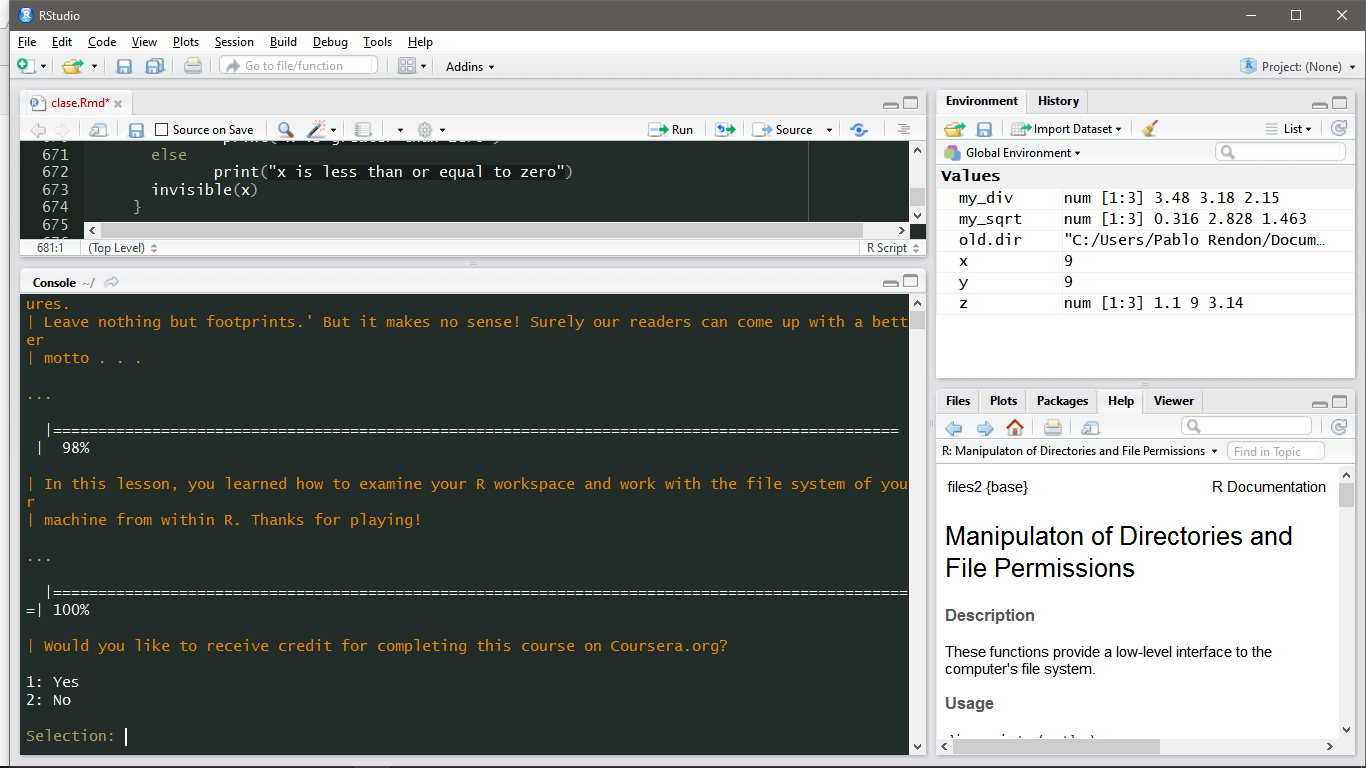 RStudio
File Edit Code View Plots Session Build Debug Tools Help
Go to file/function
Addins
Project: (None)
clase.Rmd*
Source on Save
Run
Source
671 else
672 print("x is less than or equal to zero")
673 invisible(x)
674 }
675
681:1 (Top Level)
R Script
Console ~/
ures.
| Leave nothing but footprints.' But it makes no sense! Surely our readers can come up with a bett
er
| motto . . .
...
|==============================================================================================
| 98%
| In this lesson, you learned how to examine your R workspace and work with the file system of you
r
| machine from within R. Thanks for playing!
...
|===============================================================================================
=| 100%
| Would you like to receive credit for completing this course on Coursera.org?
1: Yes
2: No
Selection:
Environment History
Import Dataset
List
Global Environment
Values
my_div num [1:3] 3.48 3.18 2.15
my_sqrt num [1:3] 0.316 2.828 1.463
old.dir "C:/Users/Pablo Rendon/Docum…
x 9
y 9
z num [1:3] 1.1 9 3.14
Files Plots Packages Help Viewer
R: Manipulaton of Directories and File Permissions
Find in Topic
files2 {base}
R Documentation
Manipulaton of Directories and
File Permissions
Description
These functions provide a low-level interface to the
computer's file system.
Usage